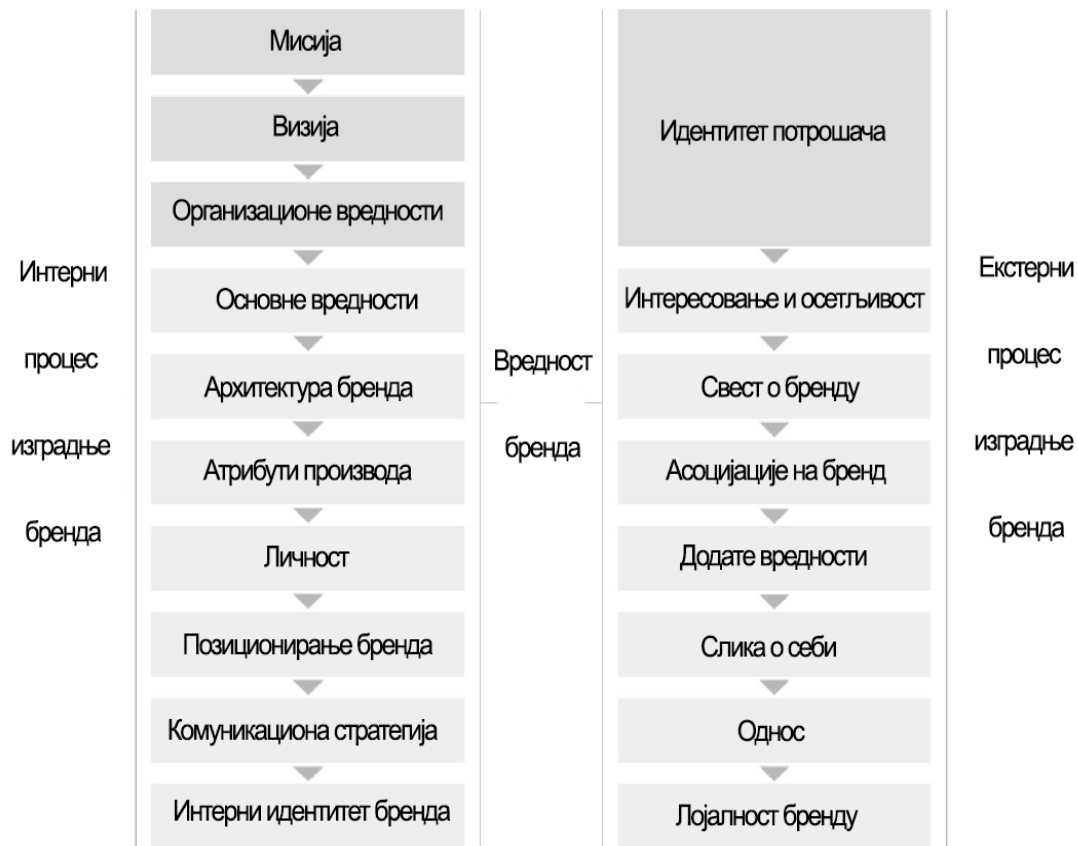 Интерни
процес
изградње
бренда
Мисија
Визија
Организационе вредности
Основне вредности
Архитектура бренда
Атрибути производа
Личност
Позиционирање бренда
Комуникациона стратегија
Интерни идентитет бренда
Вредност
бренда
Идентитет потрошача
Интересовање и осетљивост
Свест о бренду
Асоцијације на бренд
Додате вредности
Слика о себи
Однос
Лојалност бренду
Екстерни
процес
изградње
бренда